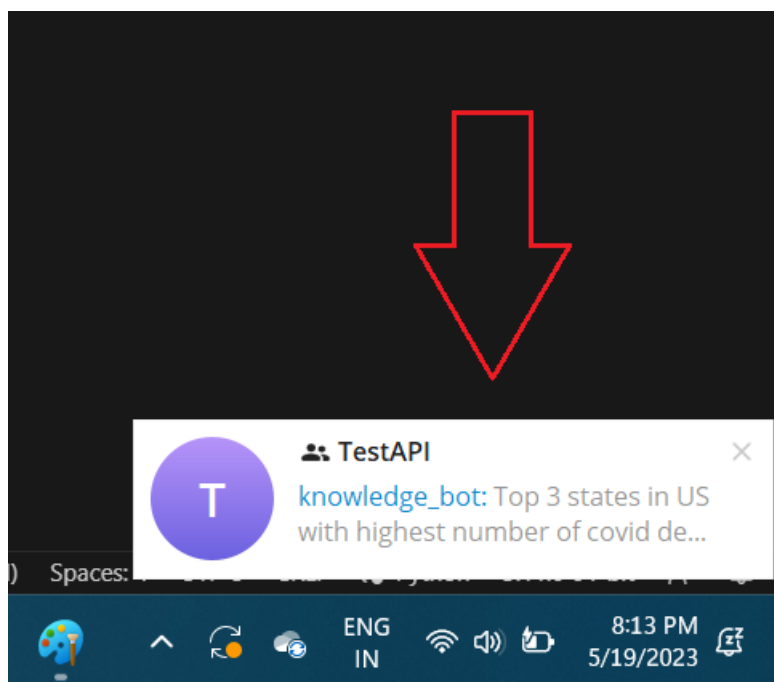 T
TestAPI
knowledge_bot: Top 3 states in US
with highest number of covid de...
Spaces:
ENG
IN
8:13 PM
5/19/2023